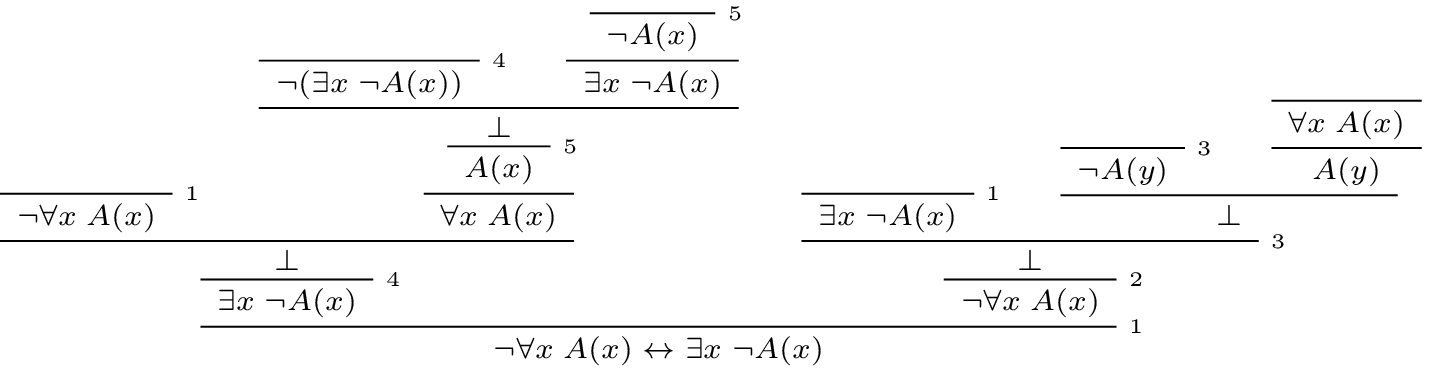 ¬A(x) 5
¬(∃x ¬A(x)) 4 ∃x ¬A(x)
⊥ ∀x A(x)
A(x) 5 ¬A(y) 3 A(y)
¬∀x A(x) 1 ∀x A(x) ∃x ¬A(x) 1 ⊥
⊥ ⊥ 3
∃x ¬A(x) 4 ¬∀x A(x) 2
¬∀x A(x) ↔ ∃x ¬A(x) 1